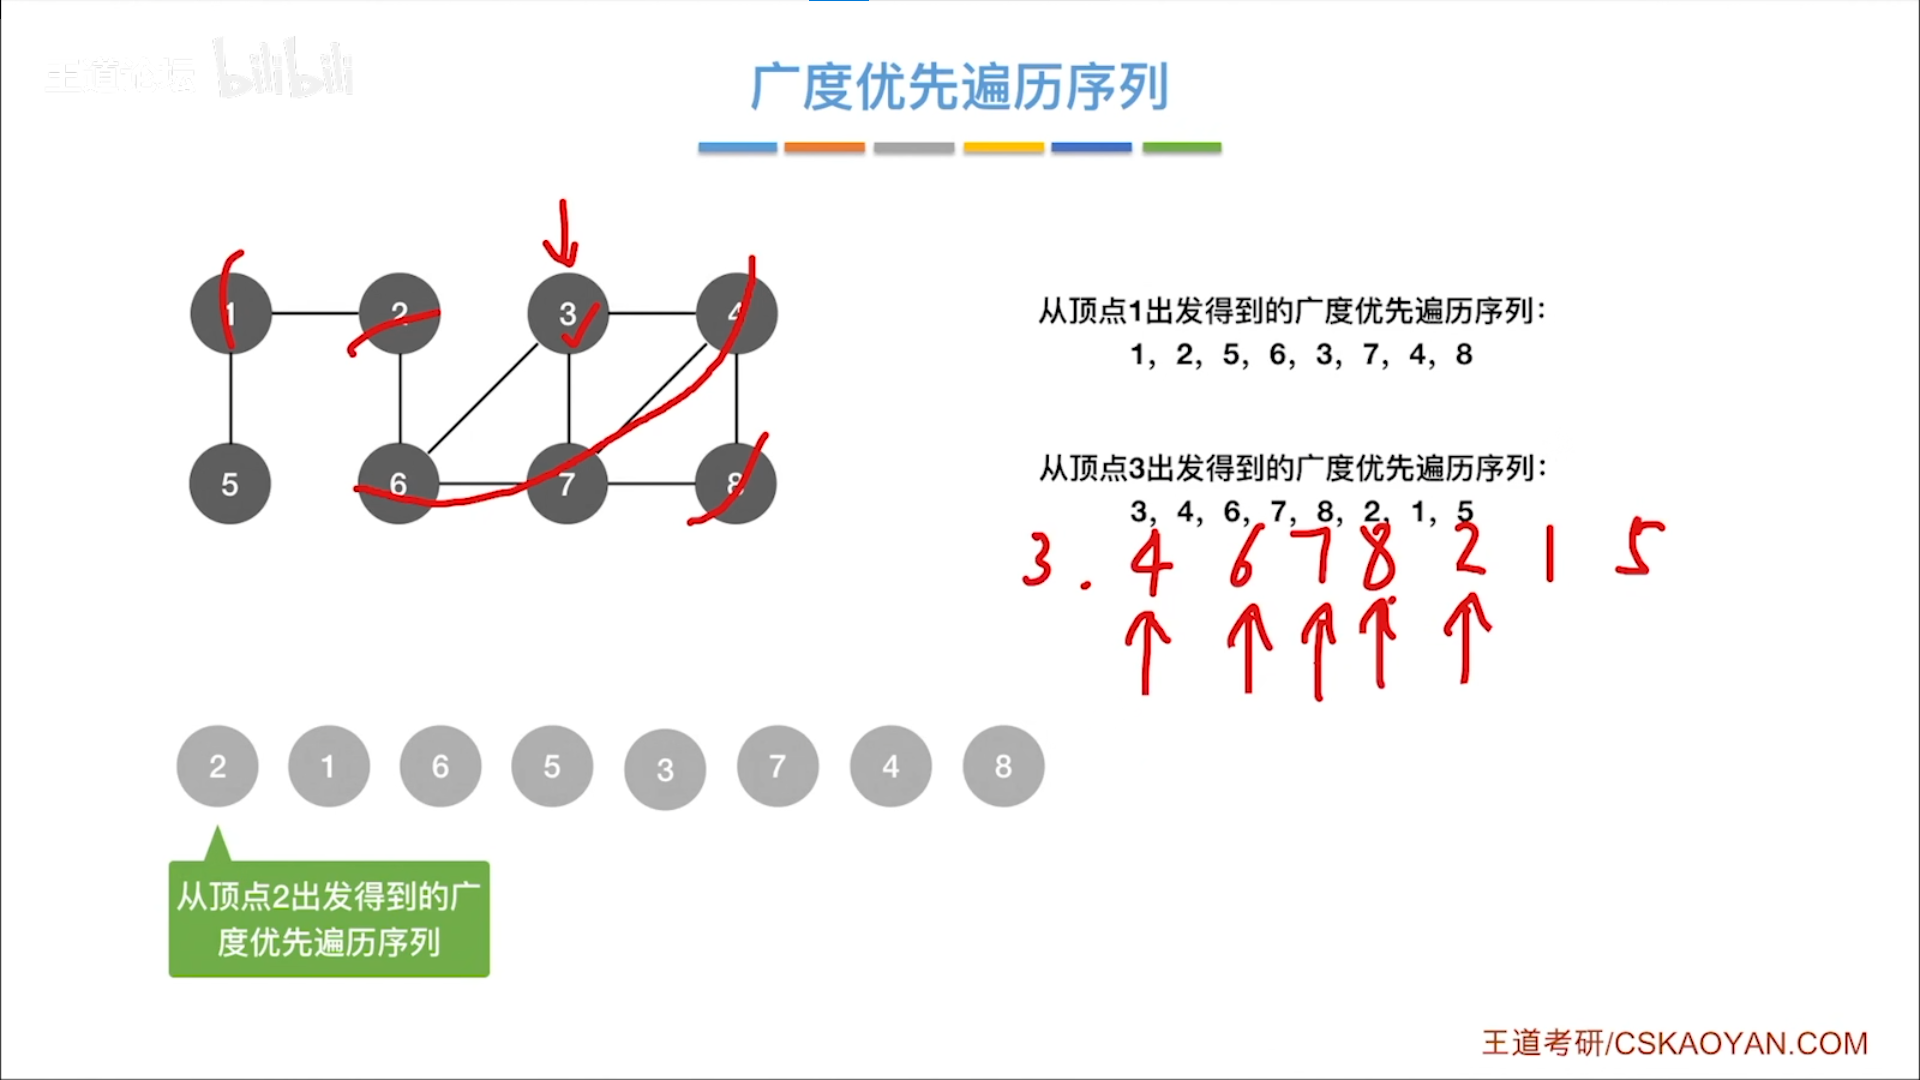 王道论坛 bilibili
广度优先遍历序列
1 2 3 4
5 6 7 8
从顶点1出发得到的广度优先遍历序列：
1，2，5，6，3，7，4，8
从顶点3出发得到的广度优先遍历序列：
3，4，6，7，8，2，1，5
3. 4 6 7 8 2 1 5
2 1 6 5 3 7 4 8
从顶点2出发得到的广
度优先遍历序列
王道考研/CSKAOYAN.COM